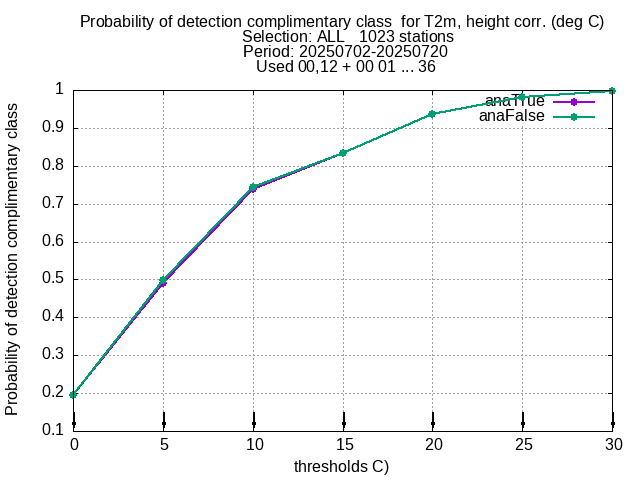 Probability of detection complimentary class  for T2m, height corr. (deg C)
Selection: ALL   1023 stations
Period: 20250702-20250720
Used 00,12 + 00 01 ... 36
Probability of detection complimentary class
1
0.9
0.8
0.7
0.6
0.5
0.4
0.3
0.2
0.1
anaTrue
anaFalse
0 5 10 15 20 25 30
thresholds C)